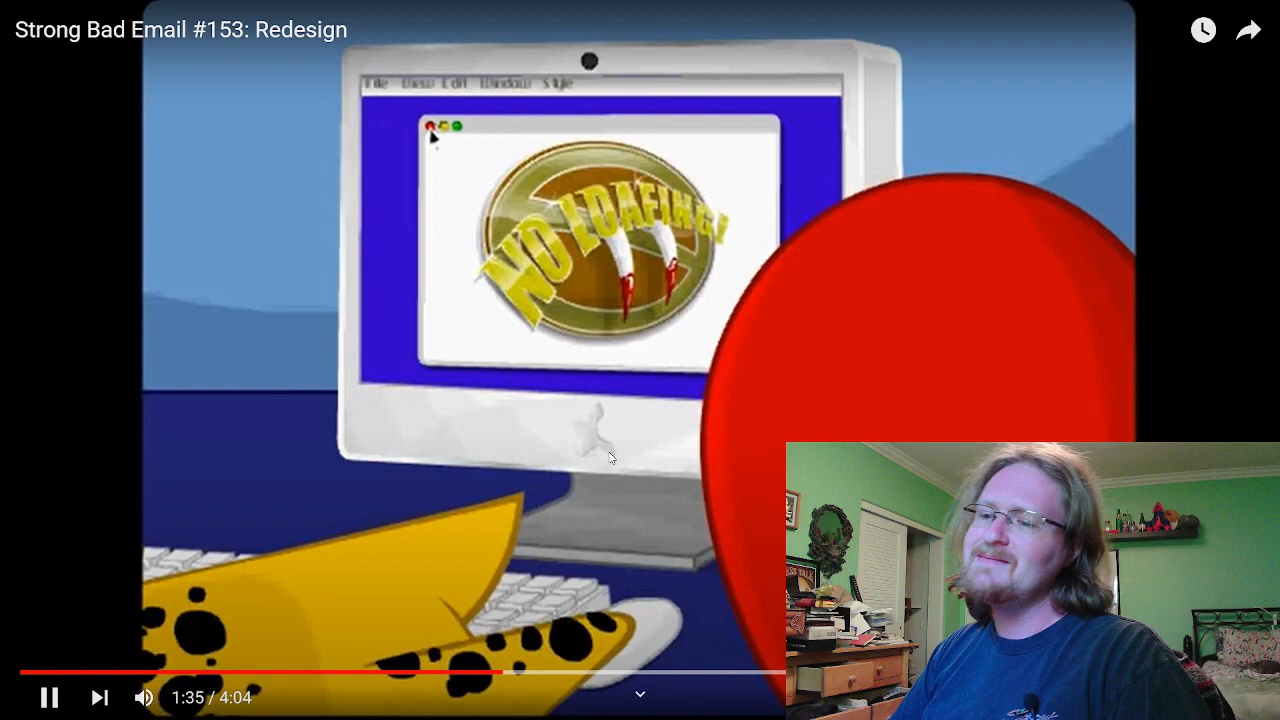 Strong Bad Email #153: Redesign
File View Edit Window Style
NO LOAFING!
1:35 / 4:04